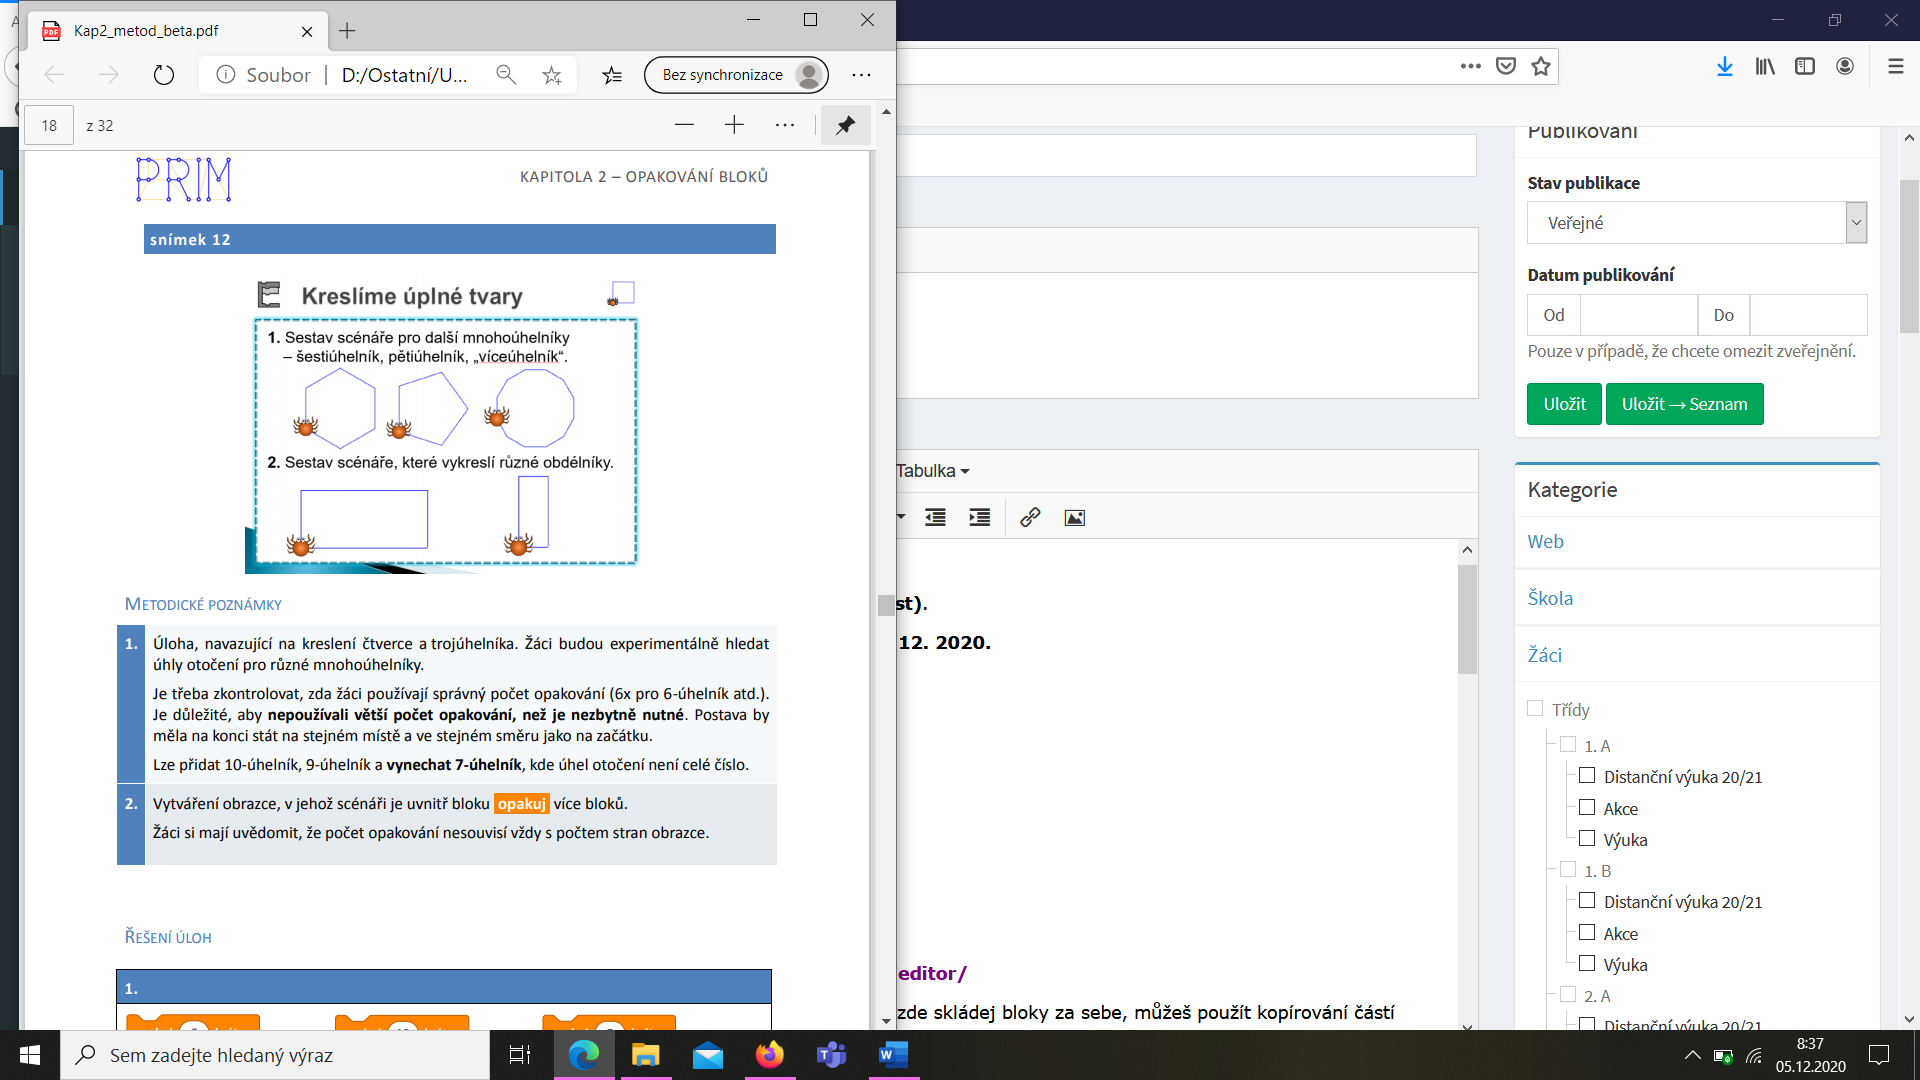 Kap2_metod_beta.pdf
Soubor
D:/Ostatní/U...
Bez synchronizace
18
z 32
PRIM
KAPITOLA 2 – OPAKOVÁNÍ BLOKŮ
snímek 12
Kreslíme úplné tvary
1. Sestav scénáře pro další mnohoúhelníky
– šestiúhelník, pětiúhelník, „víceúhelník“.
2. Sestav scénáře, které vykreslí různé obdélníky.
METODICKÉ POZNÁMKY
1. Úloha, navazující na kreslení čtverce a trojúhelníka. Žáci budou experimentálně hledat
úhly otočení pro různé mnohoúhelníky.
Je třeba zkontrolovat, zda žáci používají správný počet opakování (6x pro 6-úhelník atd.).
Je důležité, aby nepoužívali větší počet opakování, než je nezbytně nutné. Postava by
měla na konci stát na stejném místě a ve stejném směru jako na začátku.
Lze přidat 10-úhelník, 9-úhelník a vynechat 7-úhelník, kde úhel otočení není celé číslo.
2. Vytváření obrazce, v jehož scénáři je uvnitř bloku opakuj více bloků.
Žáci si mají uvědomit, že počet opakování nesouvisí vždy s počtem stran obrazce.
ŘEŠENÍ ÚLOH
1.
Tabulka
st).
12. 2020.
editor/
zde skládej bloky za sebe, můžeš použít kopírování částí
Publikování
Stav publikace
Veřejné
Datum publikování
Od
Do
Pouze v případě, že chcete omezit zveřejnění.
Uložit
Uložit → Seznam
Kategorie
Web
Škola
Žáci
Třídy
1. A
Distanční výuka 20/21
Akce
Výuka
1. B
Distanční výuka 20/21
Akce
Výuka
2. A
Distanční výuka 20/21
Sem zadejte hledaný výraz
8:37
05.12.2020